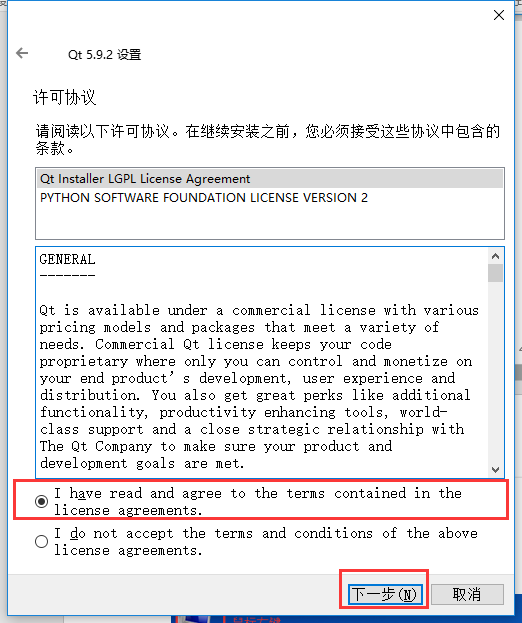 Qt 5.9.2 设置
许可协议
请阅读以下许可协议。在继续安装之前，您必须接受这些协议中包含的
条款。
Qt Installer LGPL License Agreement
PYTHON SOFTWARE FOUNDATION LICENSE VERSION 2
GENERAL
-------
Qt is available under a commercial license with various
pricing models and packages that meet a variety of
needs. Commercial Qt license keeps your code
proprietary where only you can control and monetize on
your end product’s development, user experience and
distribution. You also get great perks like additional
functionality, productivity enhancing tools, world-
class support and a close strategic relationship with
The Qt Company to make sure your product and
development goals are met.
I have read and agree to the terms contained in the
license agreements.
I do not accept the terms and conditions of the above
license agreements.
下一步(N)
取消